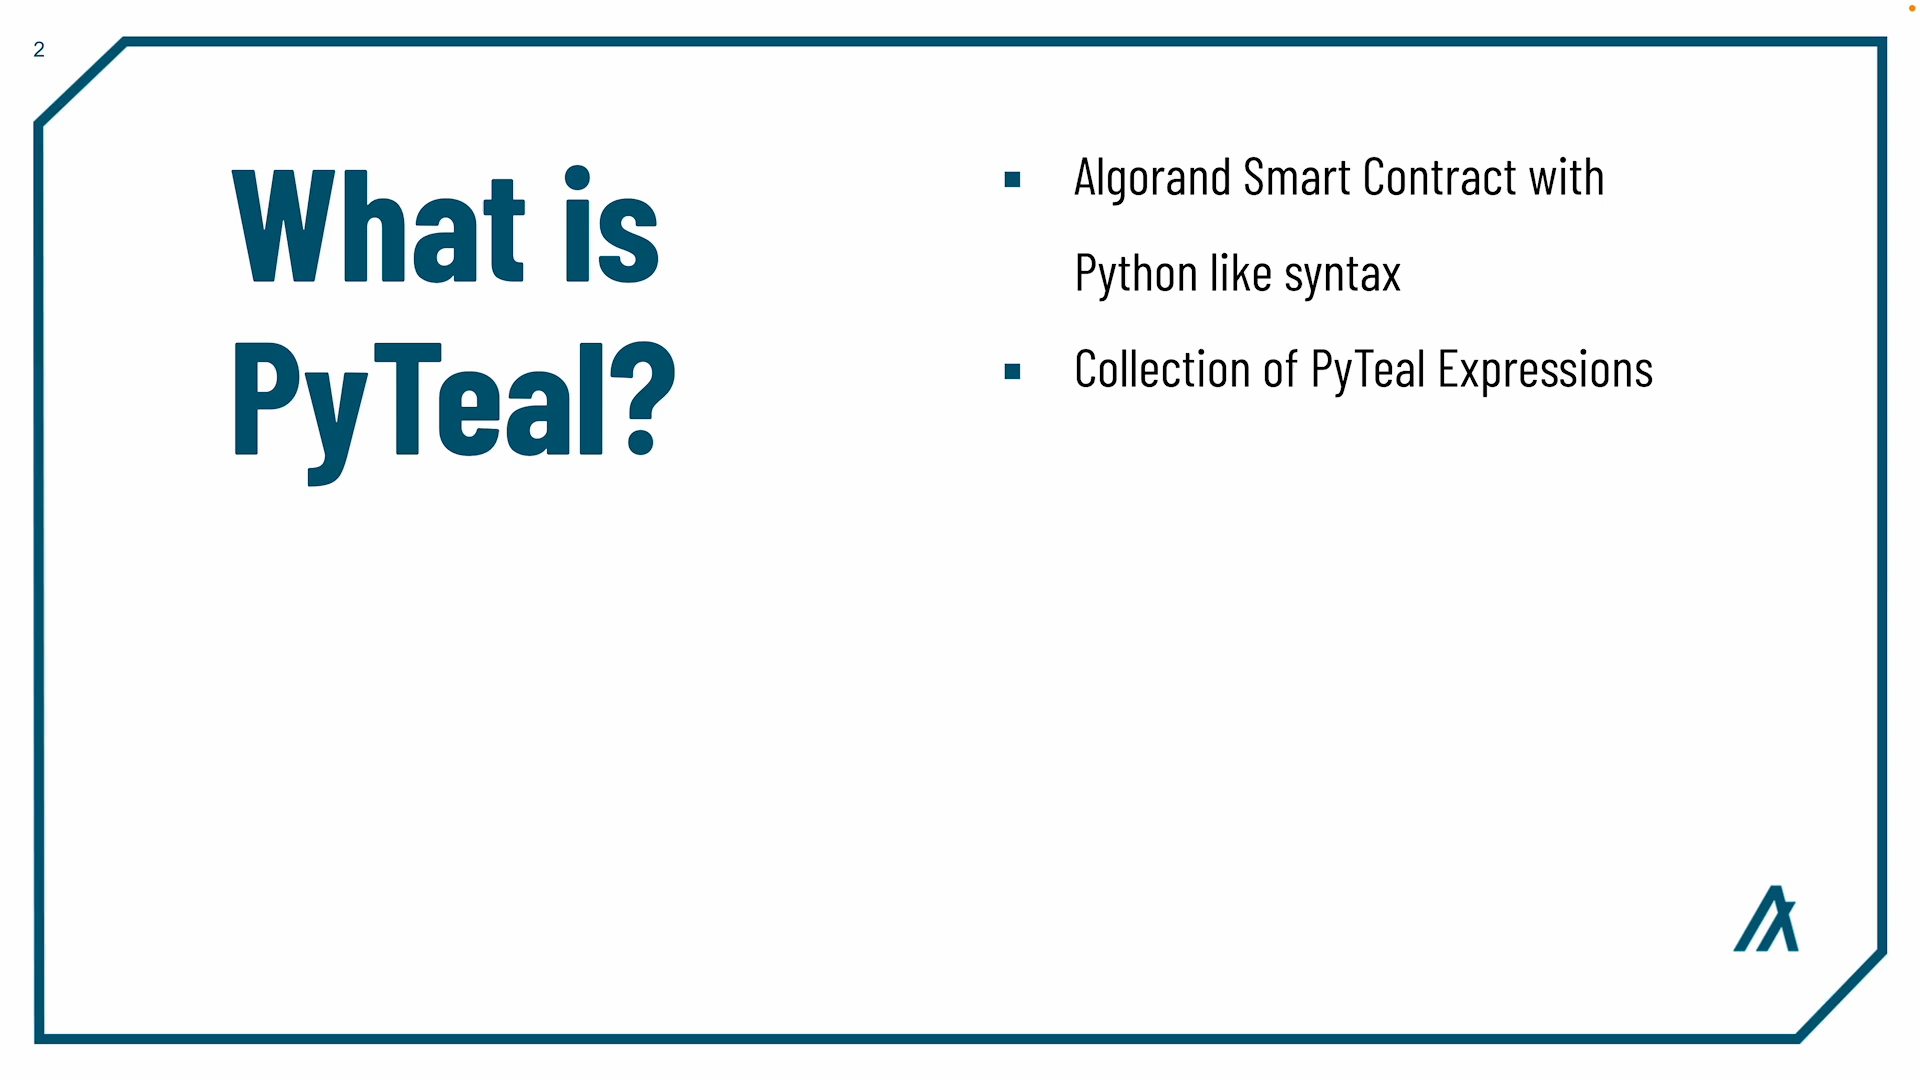 2
What is
PyTeal?
▪ Algorand Smart Contract with
Python like syntax
▪ Collection of PyTeal Expressions